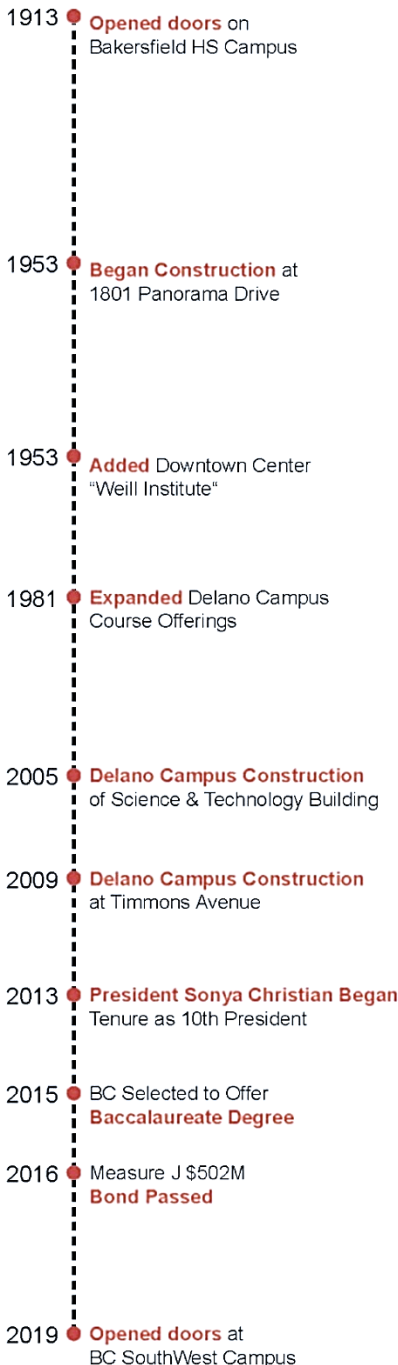 1913
Opened doors on
Bakersfield HS Campus
1953
Began Construction at
1801 Panorama Drive
1953
Added Downtown Center
“Weill Institute“
1981
Expanded Delano Campus
Course Offerings
2005
Delano Campus Construction
of Science & Technology Building
2009
Delano Campus Construction
at Timmons Avenue
2013
President Sonya Christian Began
Tenure as 10th President
2015
BC Selected to Offer
Baccalaureate Degree
2016
Measure J $502M
Bond Passed
2019
Opened doors at
BC SouthWest Campus